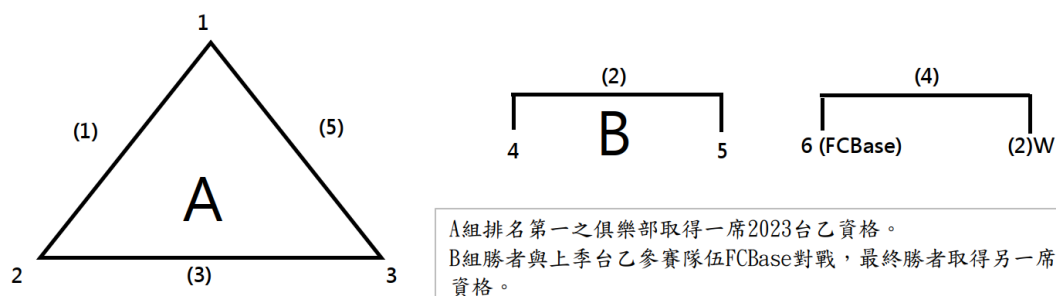 1
(1)
(5)
A
2
(3)
3
(2)
B
4
5
(4)
6 (FCBase)
(2)W
A組排名第一之俱樂部取得一席2023台乙資格。
B組勝者與上季台乙參賽隊伍FCBase對戰，最終勝者取得另一席
資格。